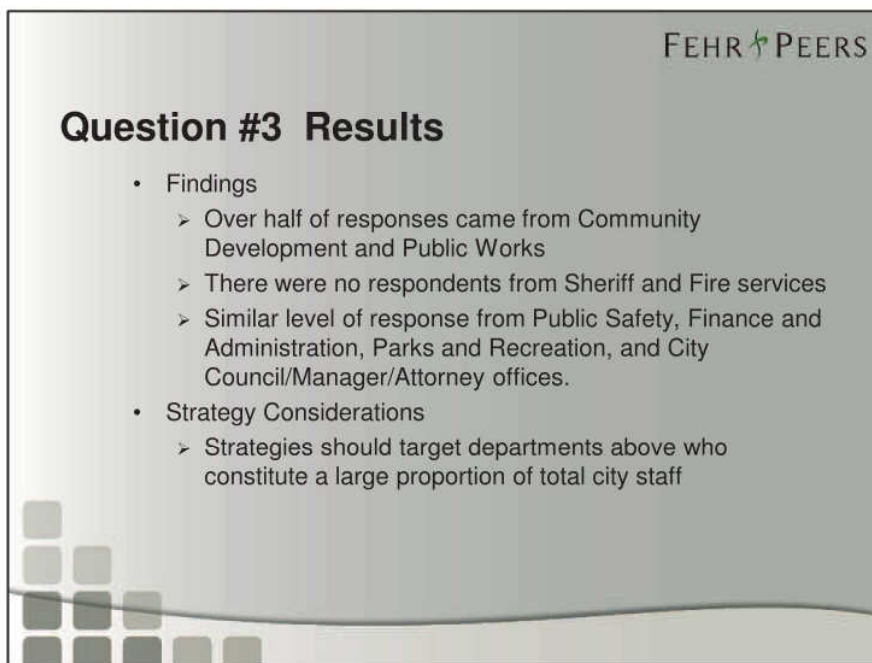 FEHR PEERS
Question #3 Results
• Findings
➢ Over half of responses came from Community
Development and Public Works
➢ There were no respondents from Sheriff and Fire services
➢ Similar level of response from Public Safety, Finance and
Administration, Parks and Recreation, and City
Council/Manager/Attorney offices.
• Strategy Considerations
➢ Strategies should target departments above who
constitute a large proportion of total city staff